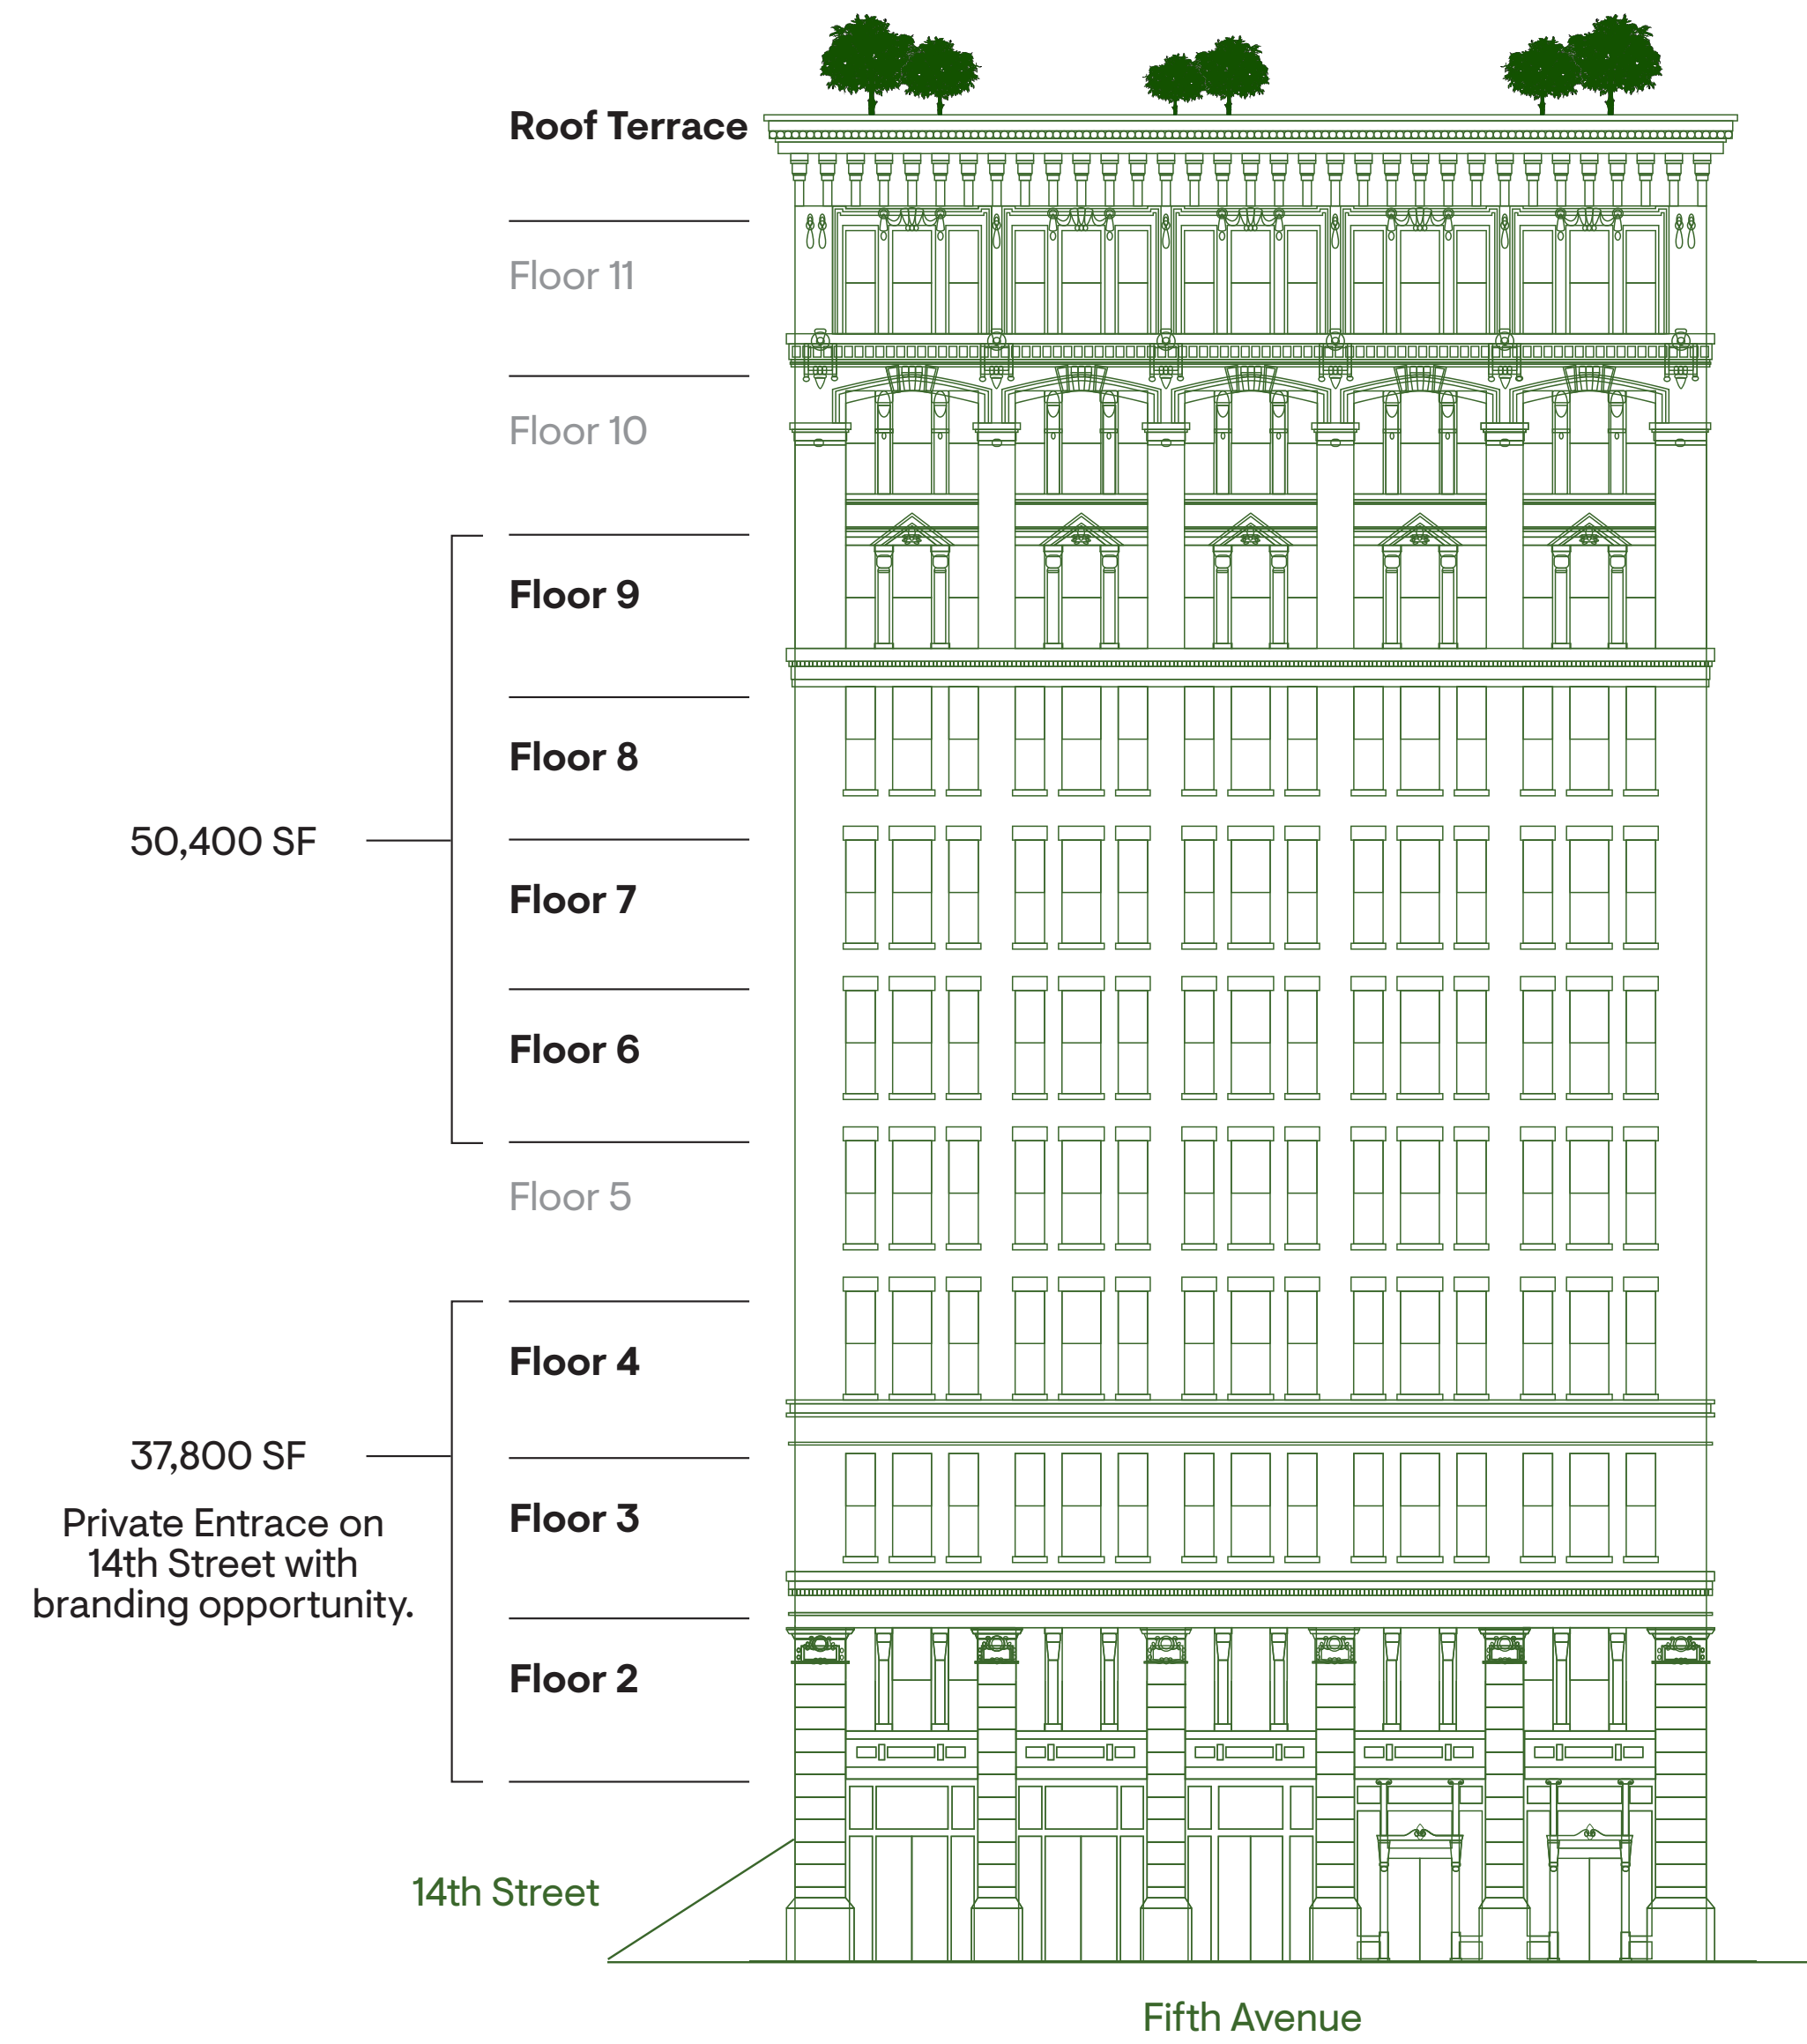 Roof Terrace
Floor 11
Floor 10
Floor 9
Floor 8
50,400 SF
Floor 7
Floor 6
Floor 5
Floor 4
37,800 SF
Private Entrace on
14th Street with
branding opportunity.
Floor 3
Floor 2
14th Street
Fifth Avenue